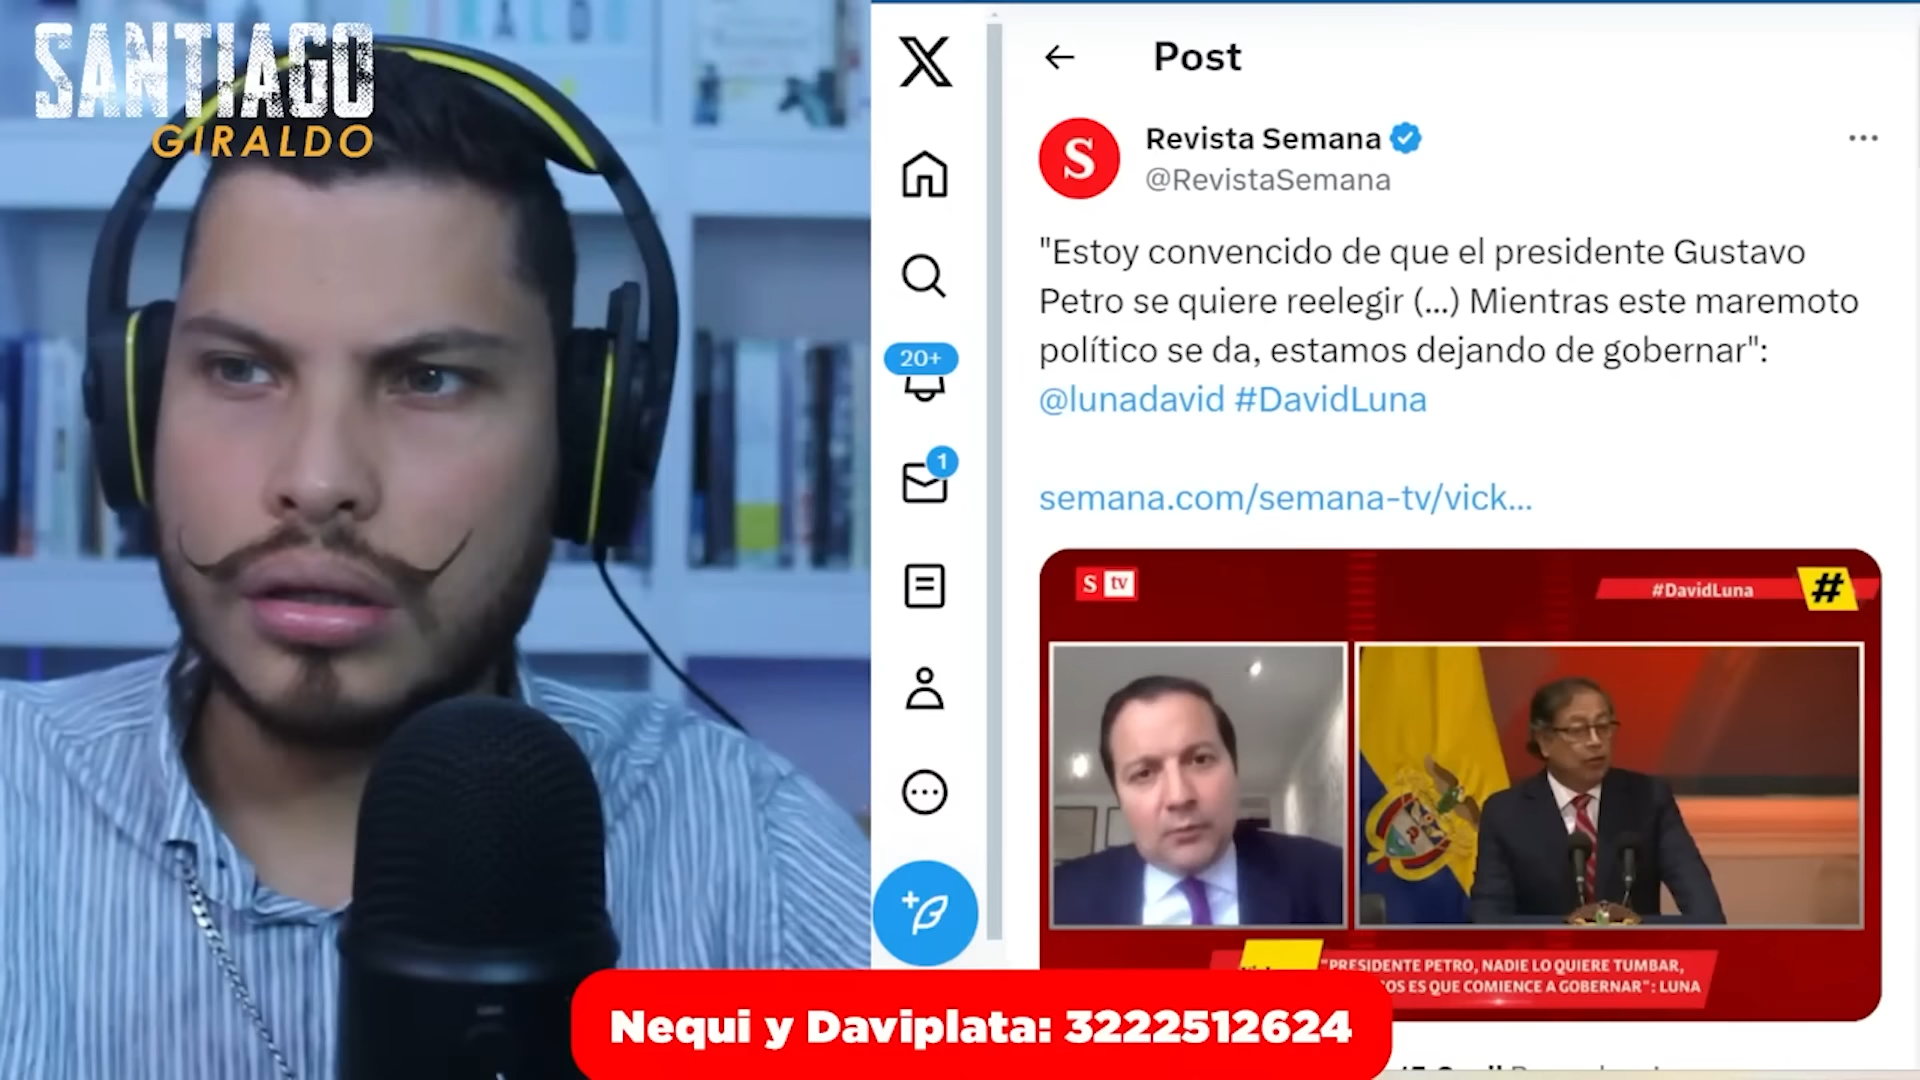 SANTIAGO
GIRALDO
Post
S
Revista Semana
@RevistaSemana
"Estoy convencido de que el presidente Gustavo
Petro se quiere reelegir (...) Mientras este maremoto
político se da, estamos dejando de gobernar":
@lunadavid #DavidLuna
semana.com/semana-tv/vick...
20+
1
S tv
#DavidLuna
#
"PRESIDENTE PETRO, NADIE LO QUIERE TUMBAR,
ES QUE COMIENCE A GOBERNAR": LUNA
Nequi y Daviplata: 3222512624